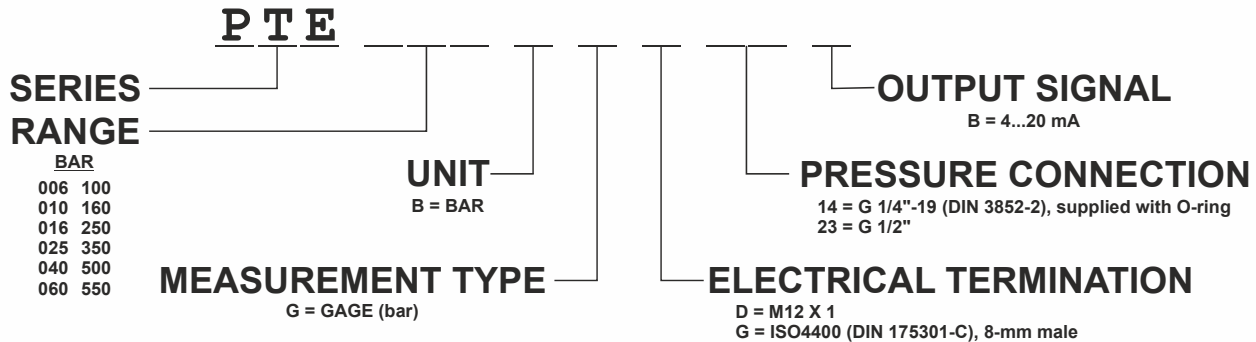 PTE
SERIES
RANGE
BAR
006 100
010 160
016 250
025 350
040 500
060 550
UNIT
B = BAR
MEASUREMENT TYPE
G = GAGE (bar)
OUTPUT SIGNAL
B = 4...20 mA
PRESSURE CONNECTION
14 = G 1/4"-19 (DIN 3852-2), supplied with O-ring
23 = G 1/2"
ELECTRICAL TERMINATION
D = M12 X 1
G = ISO4400 (DIN 175301-C), 8-mm male